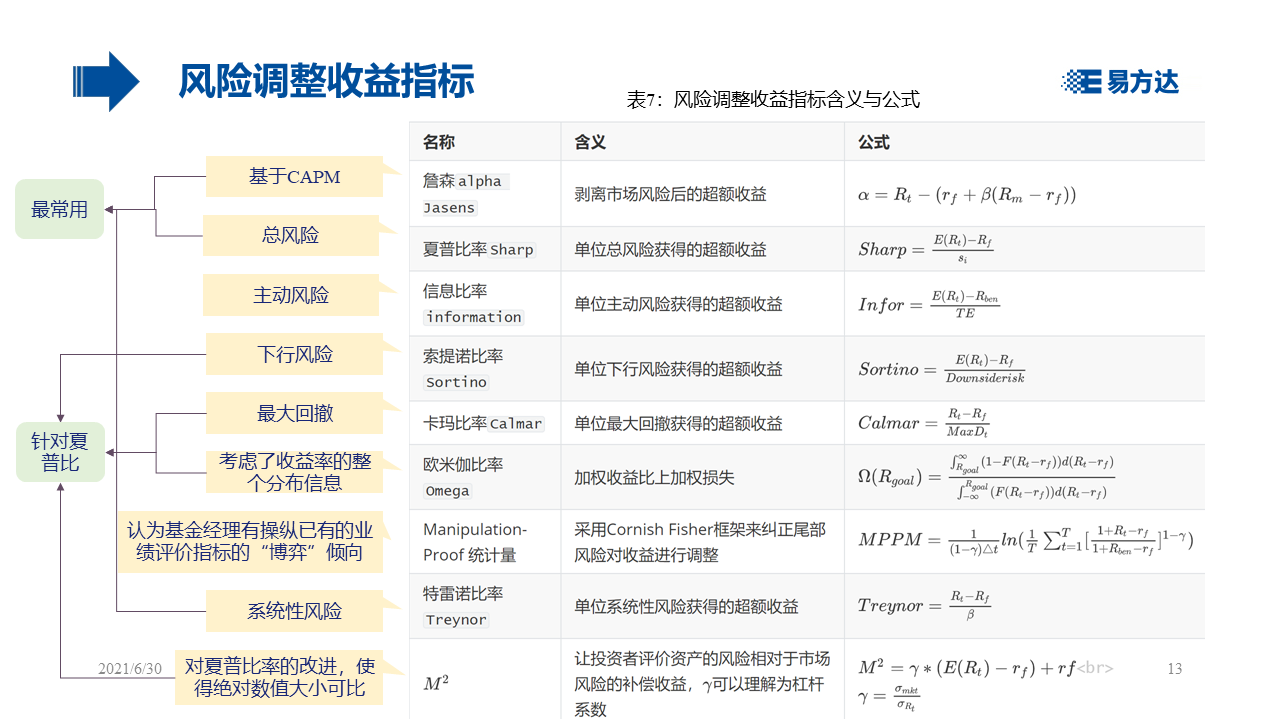 风险调整收益指标
易方达
表7：风险调整收益指标含义与公式
最常用
针对夏
普比
基于CAPM
总风险
主动风险
下行风险
最大回撤
考虑了收益率的整
个分布信息
认为基金经理有操纵已有的业
绩评价指标的“博弈”倾向
系统性风险
对夏普比率的改进，使
得绝对数值大小可比
名称 含义 公式
詹森 alpha
Jasens
剥离市场风险后的超额收益
α = R_t − (r_f + β(R_m − r_f))
夏普比率 Sharp
单位总风险获得的超额收益
Sharp = \frac{E(R_t)−R_f}{s_i}
信息比率
information
单位主动风险获得的超额收益
Infor = \frac{E(R_t)−R_{ben}}{TE}
索提诺比率
Sortino
单位下行风险获得的超额收益
Sortino = \frac{E(R_t)−R_f}{Downsiderisk}
卡玛比率 Calmar
单位最大回撤获得的超额收益
Calmar = \frac{R_t−R_f}{MaxD_t}
欧米伽比率
Omega
加权收益比上加权损失
Ω(R_{goal}) = \frac{∫_{R_{goal}}^{∞}(1−F(R_t−r_f))d(R_t−r_f)}{∫_{−∞}^{R_{goal}}(F(R_t−r_f))d(R_t−r_f)}
Manipulation-
Proof 统计量
采用Cornish Fisher框架来纠正尾部
风险对收益进行调整
MPPM = \frac{1}{(1−γ)△t} ln(\frac{1}{T} ∑_{t=1}^{T}[\frac{1+R_t−r_f}{1+R_{ben}−r_f}]^{1−γ})
特雷诺比率
Treynor
单位系统性风险获得的超额收益
Treynor = \frac{R_t−R_f}{β}
M²
让投资者评价资产的风险相对于市场
风险的补偿收益，γ可以理解为杠杆
系数
M² = γ ∗ (E(R_t) − r_f) + rf<br>
γ = \frac{σ_{mkt}}{σ_{R_t}}
2021/6/30
13